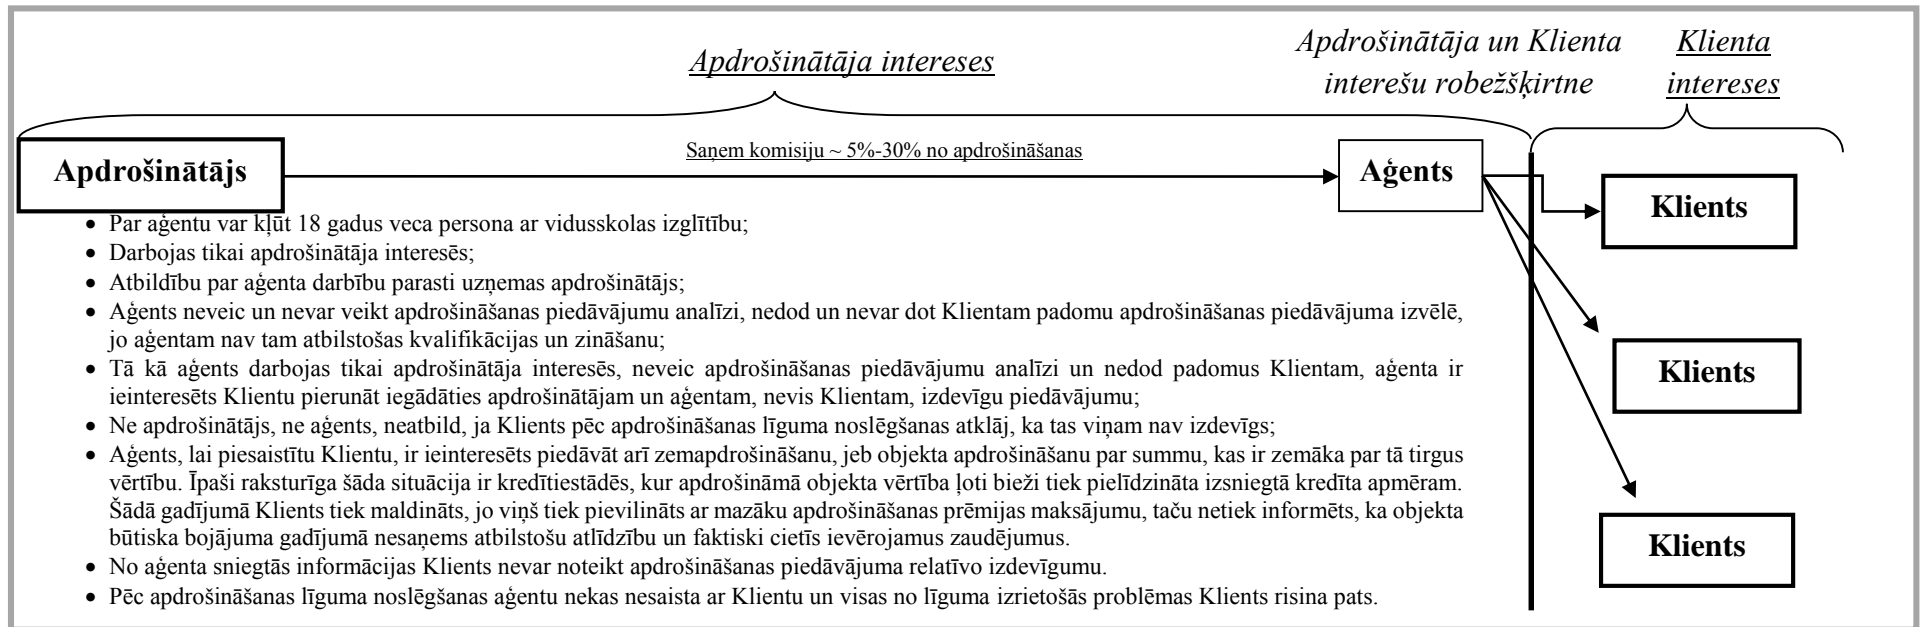 Apdrošinātāja intereses
Apdrošinātāja un Klienta
interešu robežšķirtne
Klienta
intereses
Apdrošinātājs
Saņem komisiju ~ 5%-30% no apdrošināšanas
Aģents
Klients
Klients
Klients
• Par aģentu var kļūt 18 gadus veca persona ar vidusskolas izglītību;
• Darbojas tikai apdrošinātāja interesēs;
• Atbildību par aģenta darbību parasti uzņemas apdrošinātājs;
• Aģents neveic un nevar veikt apdrošināšanas piedāvājumu analīzi, nedod un nevar dot Klientam padomu apdrošināšanas piedāvājuma izvēlē,
jo aģentam nav tam atbilstošas kvalifikācijas un zināšanu;
• Tā kā aģents darbojas tikai apdrošinātāja interesēs, neveic apdrošināšanas piedāvājumu analīzi un nedod padomus Klientam, aģenta ir
ieinteresēts Klientu pierunāt iegādāties apdrošinātājam un aģentam, nevis Klientam, izdevīgu piedāvājumu;
• Ne apdrošinātājs, ne aģents, neatbild, ja Klients pēc apdrošināšanas līguma noslēgšanas atklāj, ka tas viņam nav izdevīgs;
• Aģents, lai piesaistītu Klientu, ir ieinteresēts piedāvāt arī zemapdrošināšanu, jeb objekta apdrošināšanu par summu, kas ir zemāka par tā tirgus
vērtību. Īpaši raksturīga šāda situācija ir kredītiestādēs, kur apdrošināmā objekta vērtība ļoti bieži tiek pielīdzināta izsniegtā kredīta apmēram.
Šādā gadījumā Klients tiek maldināts, jo viņš tiek pievilināts ar mazāku apdrošināšanas prēmijas maksājumu, taču netiek informēts, ka objekta
būtiska bojājuma gadījumā nesaņems atbilstošu atlīdzību un faktiski cietīs ievērojamus zaudējumus.
• No aģenta sniegtās informācijas Klients nevar noteikt apdrošināšanas piedāvājuma relatīvo izdevīgumu.
• Pēc apdrošināšanas līguma noslēgšanas aģentu nekas nesaista ar Klientu un visas no līguma izrietošās problēmas Klients risina pats.